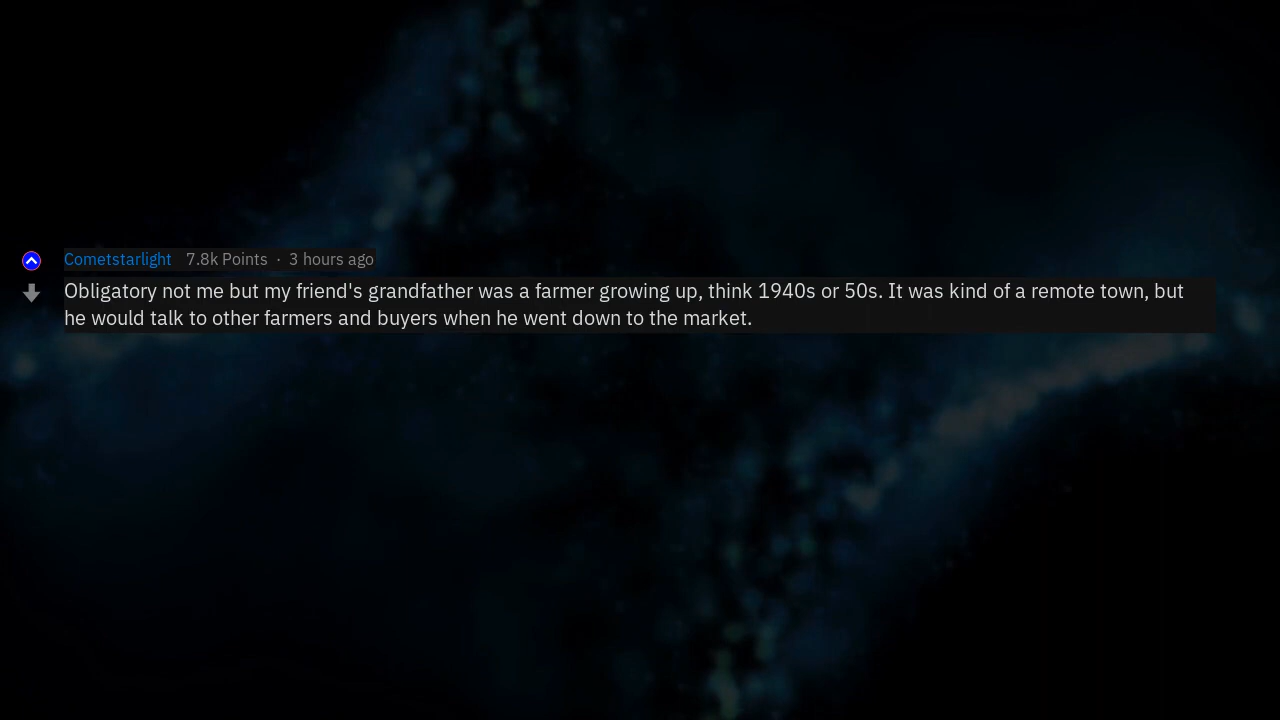 Cometstarlight 7.8k Points · 3 hours ago
Obligatory not me but my friend's grandfather was a farmer growing up, think 1940s or 50s. It was kind of a remote town, but
he would talk to other farmers and buyers when he went down to the market.